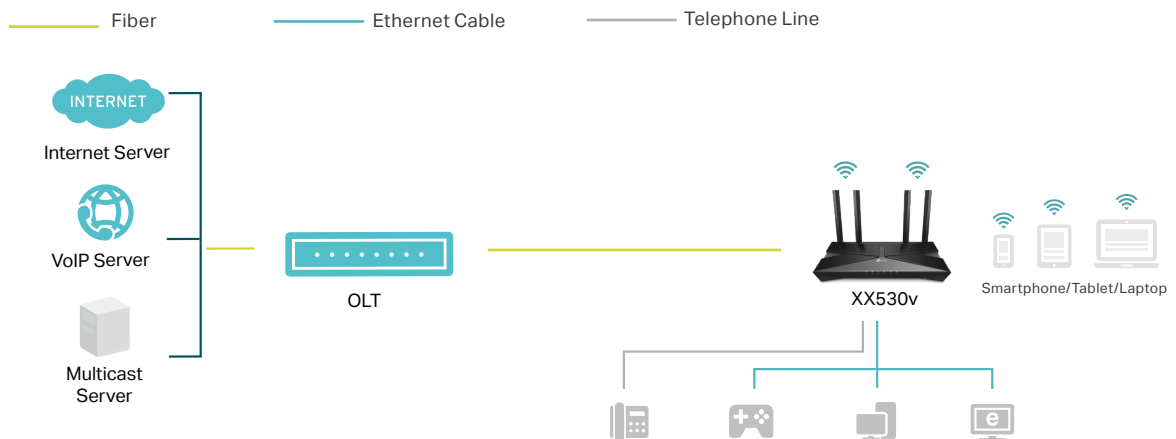 Fiber
Ethernet Cable
Telephone Line
INTERNET
Internet Server
VoIP Server
Multicast
Server
OLT
XX530v
Smartphone/Tablet/Laptop
e